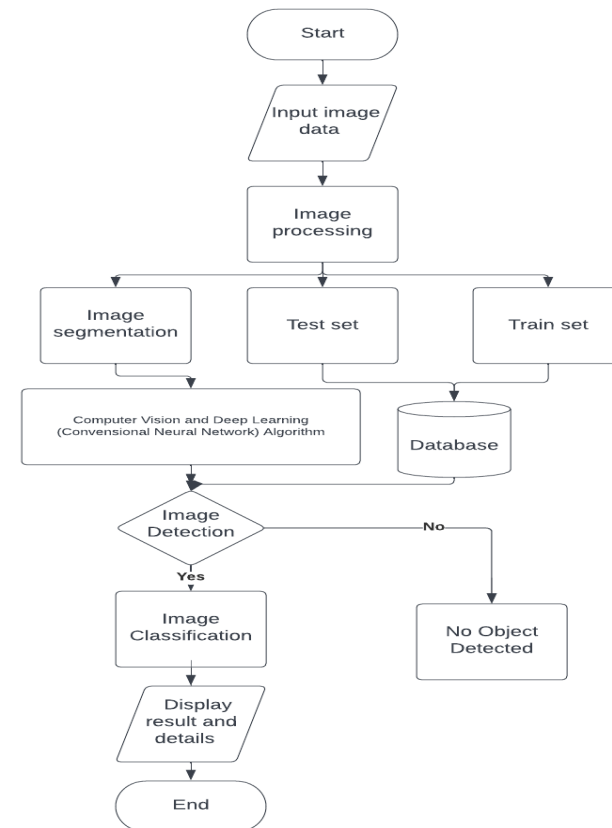 Start
Input image
data
Image
processing
Image
segmentation
Test set
Train set
Computer Vision and Deep Learning
(Convensional Neural Network) Algorithm
Database
Image
Detection
No
Yes
Image
Classification
No Object
Detected
Display
result and
details
End